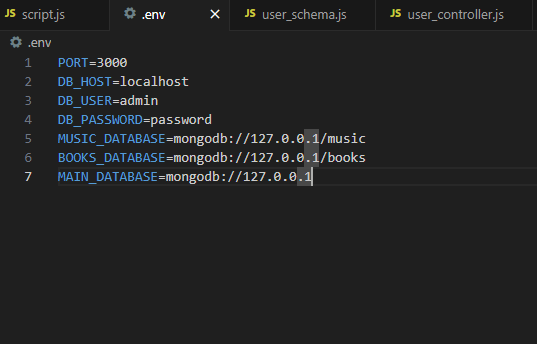 JS script.js .env × JS user_schema.js JS user_controller.js
.env
1 PORT=3000
2 DB_HOST=localhost
3 DB_USER=admin
4 DB_PASSWORD=password
5 MUSIC_DATABASE=mongodb://127.0.0.1/music
6 BOOKS_DATABASE=mongodb://127.0.0.1/books
7 MAIN_DATABASE=mongodb://127.0.0.1